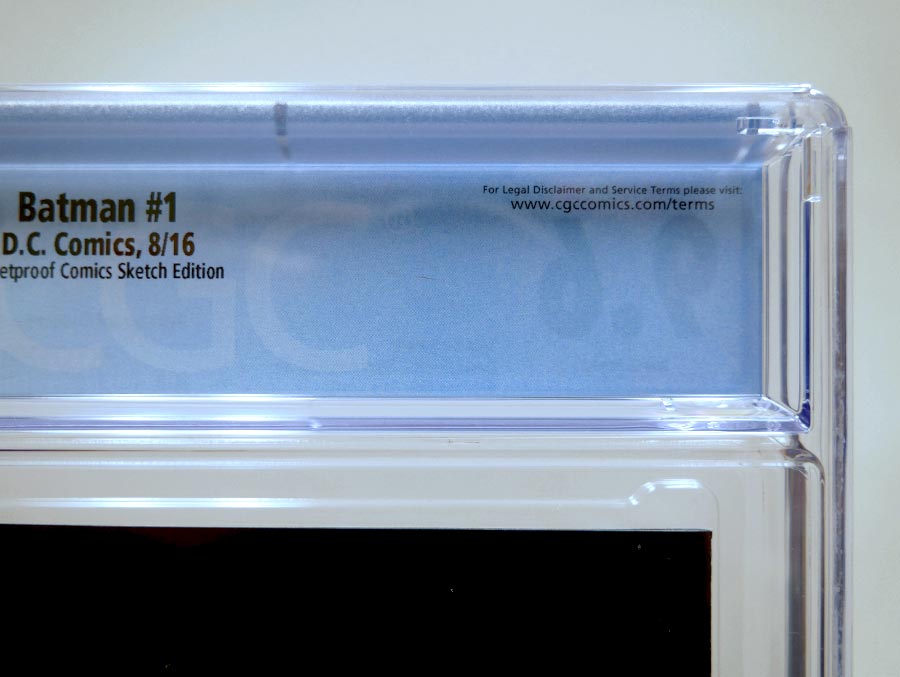 Batman #1
D.C. Comics, 8/16
etproof Comics Sketch Edition
For Legal Disclaimer and Service Terms please visit:
www.cgccomics.com/terms
CGC